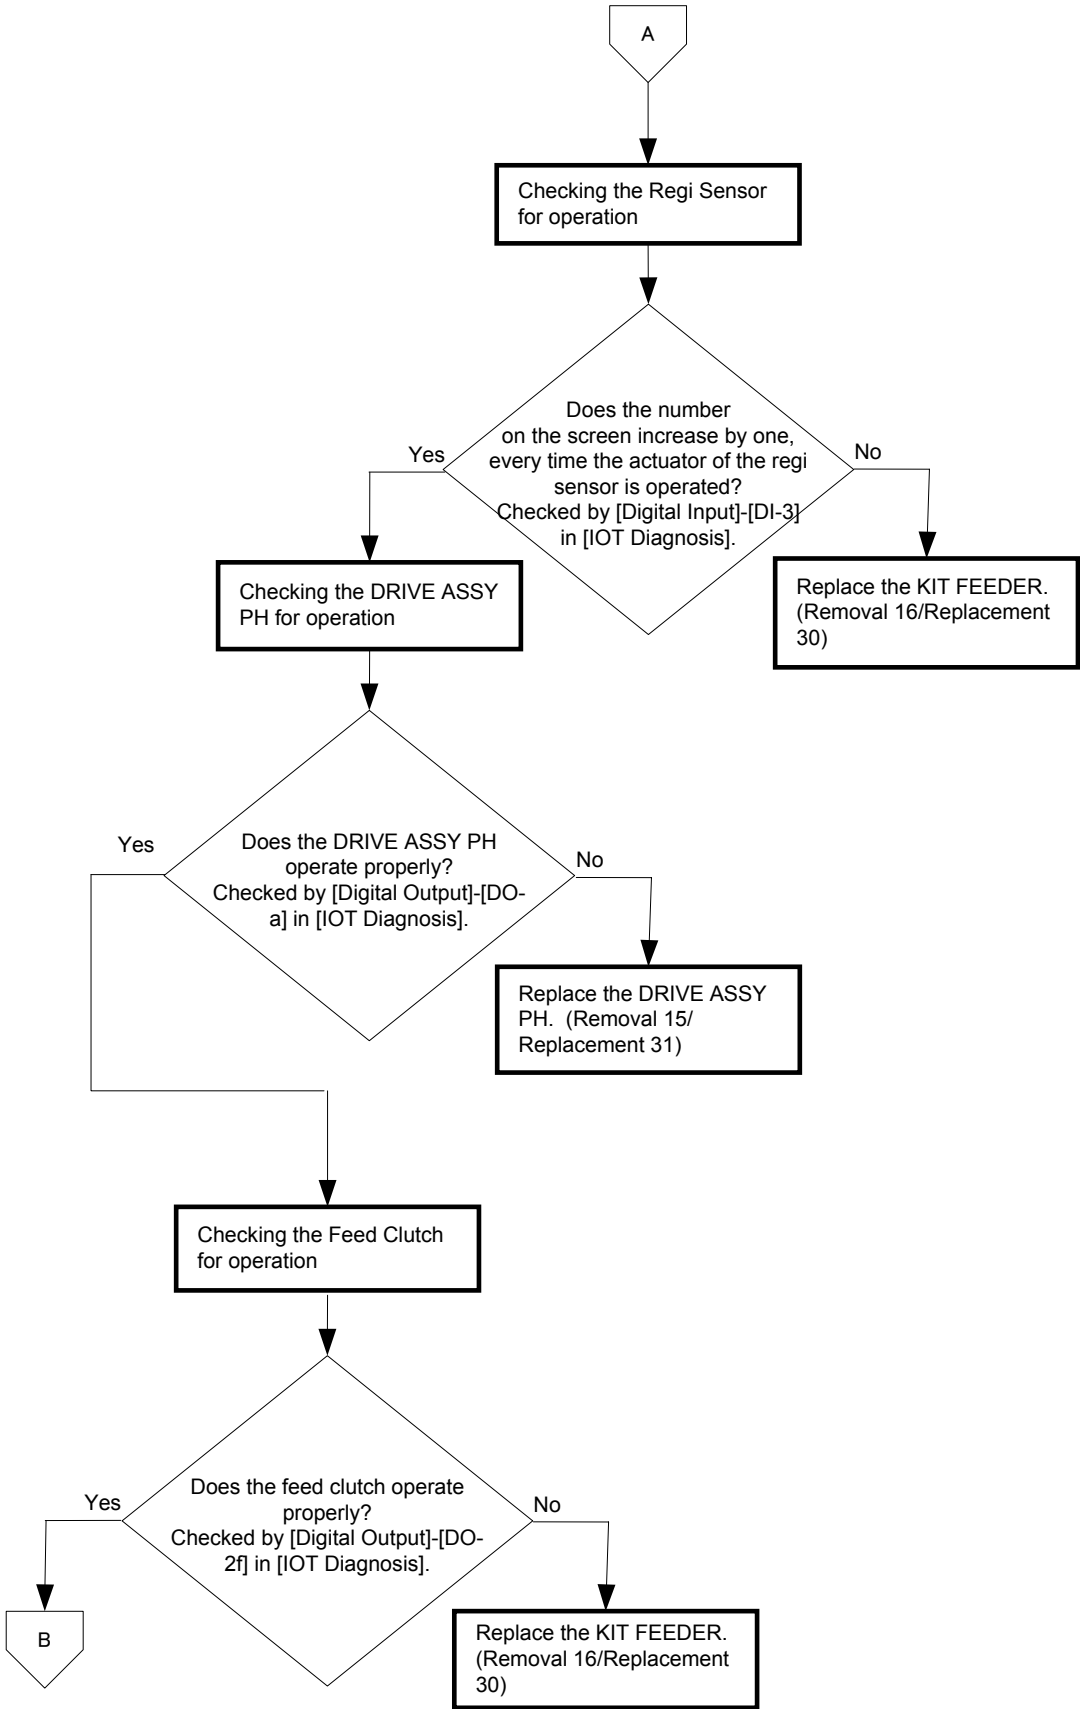 A
Checking the Regi Sensor
for operation
Does the number
on the screen increase by one,
every time the actuator of the regi
sensor is operated?
Checked by [Digital Input]-[DI-3]
in [IOT Diagnosis].
Yes
No
Checking the DRIVE ASSY
PH for operation
Replace the KIT FEEDER.
(Removal 16/Replacement
30)
Does the DRIVE ASSY PH
operate properly?
Checked by [Digital Output]-[DO-
a] in [IOT Diagnosis].
Yes
No
Replace the DRIVE ASSY
PH.  (Removal 15/
Replacement 31)
Checking the Feed Clutch
for operation
Does the feed clutch operate
properly?
Checked by [Digital Output]-[DO-
2f] in [IOT Diagnosis].
Yes
No
B
Replace the KIT FEEDER.
(Removal 16/Replacement
30)